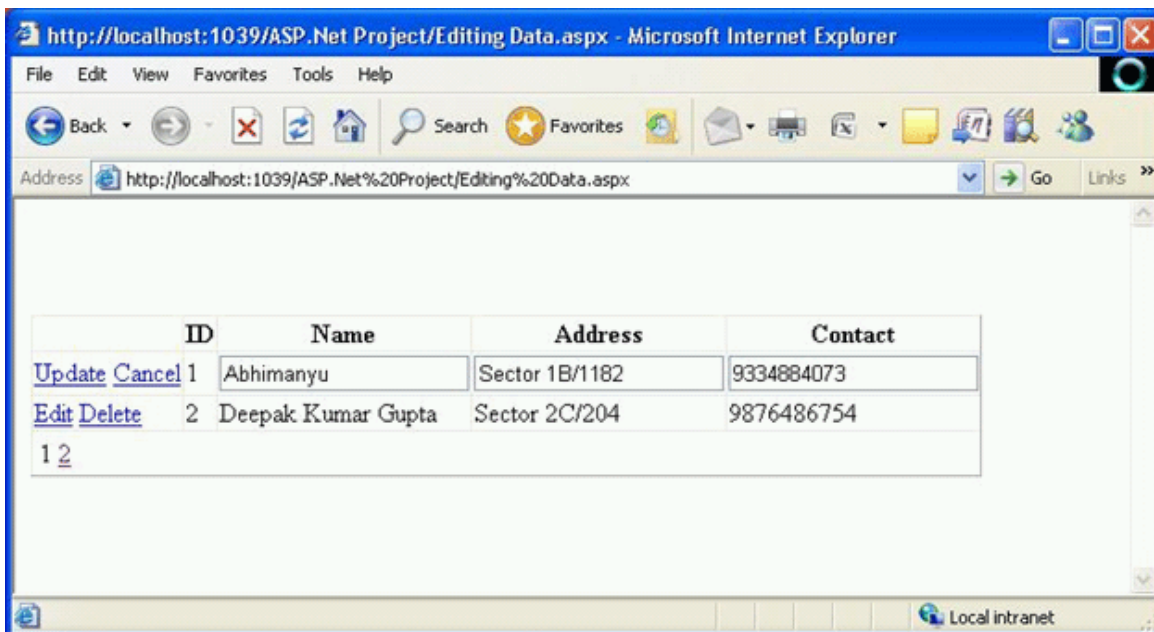 http://localhost:1039/ASP.Net Project/Editing Data.aspx - Microsoft Internet Explorer
File Edit View Favorites Tools Help
Back Search Favorites
Address http://localhost:1039/ASP.Net%20Project/Editing%20Data.aspx Go Links »
ID Name Address Contact
Update Cancel 1 Abhimanyu Sector 1B/1182 9334884073
Edit Delete 2 Deepak Kumar Gupta Sector 2C/204 9876486754
1 2
Local intranet